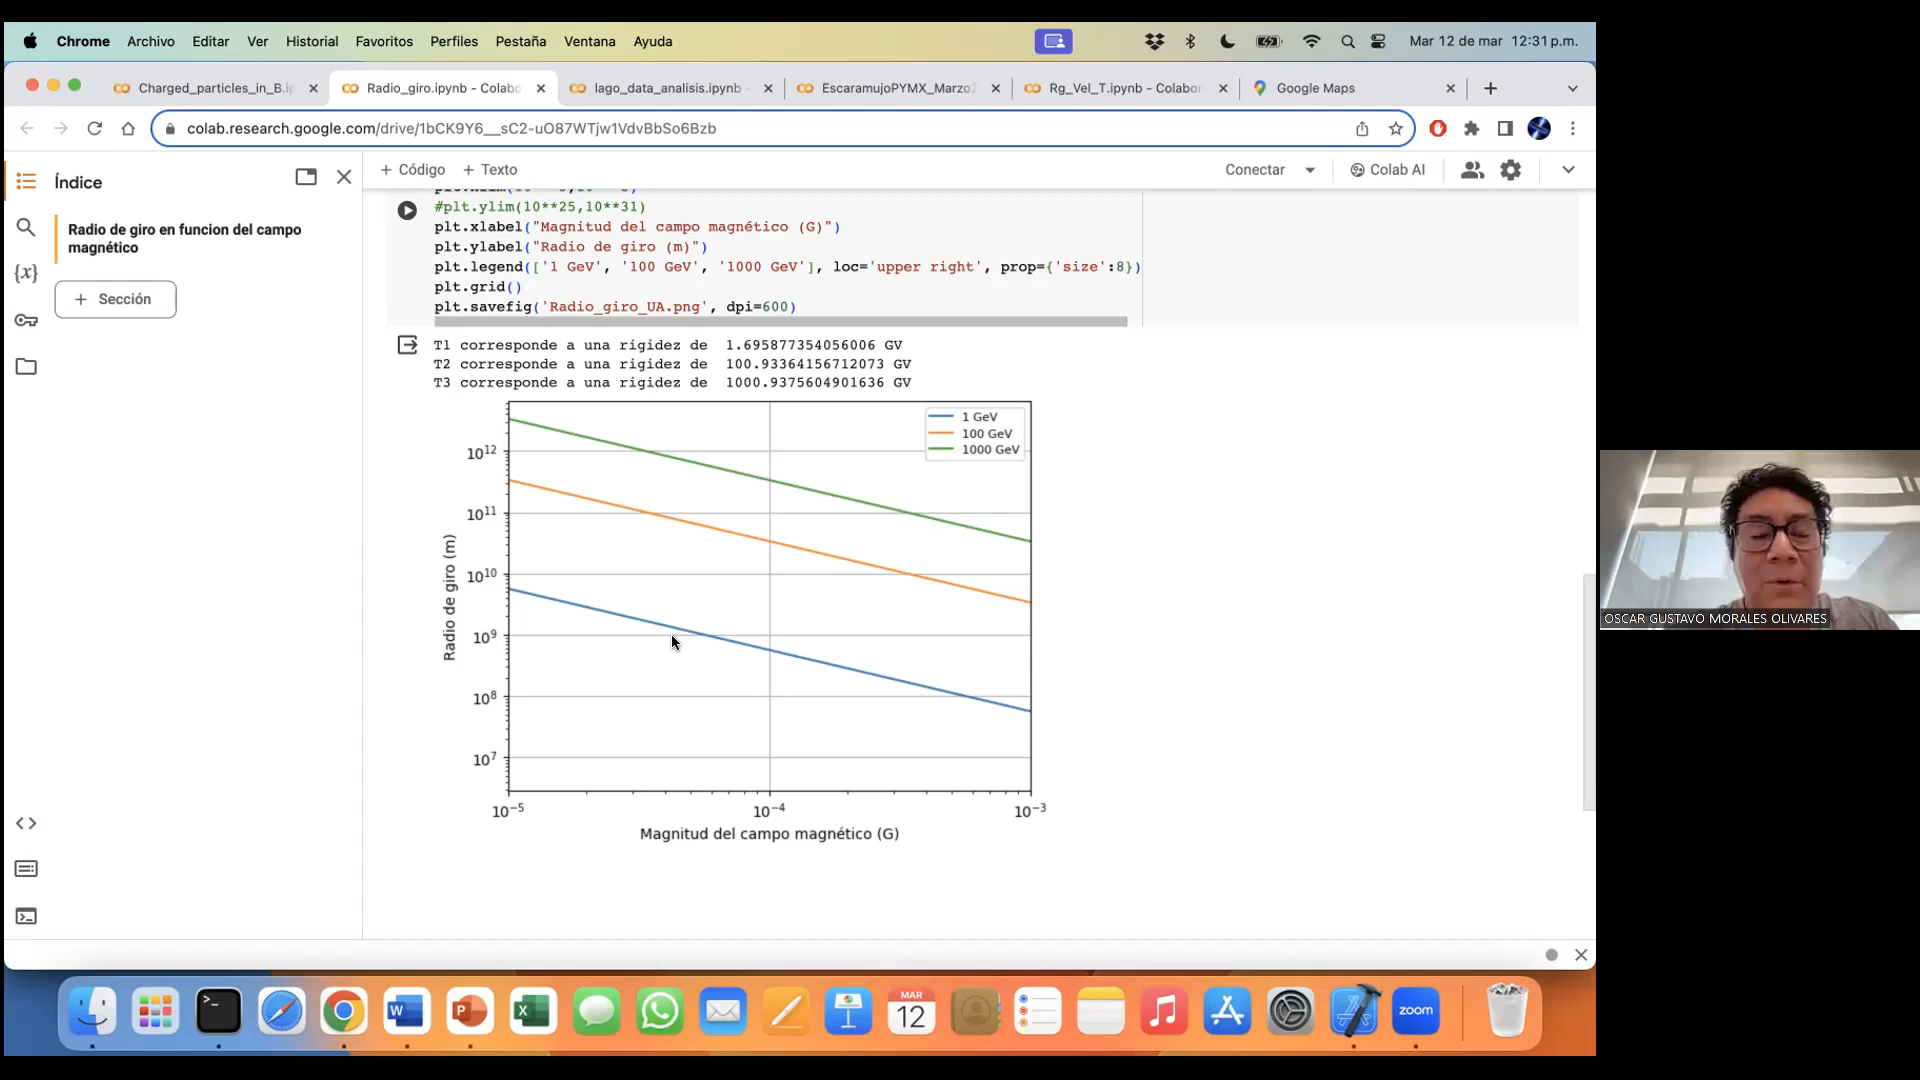 Chrome Archivo Editar Ver Historial Favoritos Perfiles Pestaña Ventana Ayuda
Mar 12 de mar 12:31 p.m.
Charged_particles_in_B.ip
Radio_giro.ipynb - Colabo
lago_data_analisis.ipynb -
EscaramujoPYMX_Marzo2
Rg_Vel_T.ipynb - Colabor
Google Maps
colab.research.google.com/drive/1bCK9Y6__sC2-uO87WTjw1VdvBbSo6Bzb
Índice
+ Código + Texto
Conectar
Colab AI
Radio de giro en funcion del campo
magnético
+ Sección
{x}
#plt.ylim(10**25,10**31)
plt.xlabel("Magnitud del campo magnético (G)")
plt.ylabel("Radio de giro (m)")
plt.legend(['1 GeV', '100 GeV', '1000 GeV'], loc='upper right', prop={'size':8})
plt.grid()
plt.savefig('Radio_giro_UA.png', dpi=600)
T1 corresponde a una rigidez de  1.695877354056006 GV
T2 corresponde a una rigidez de  100.93364156712073 GV
T3 corresponde a una rigidez de  1000.9375604901636 GV
1 GeV
100 GeV
1000 GeV
10¹²
10¹¹
10¹⁰
10⁹
10⁸
10⁷
Radio de giro (m)
10⁻⁵ 10⁻⁴ 10⁻³
Magnitud del campo magnético (G)
OSCAR GUSTAVO MORALES OLIVARES
MAR
12
zoom